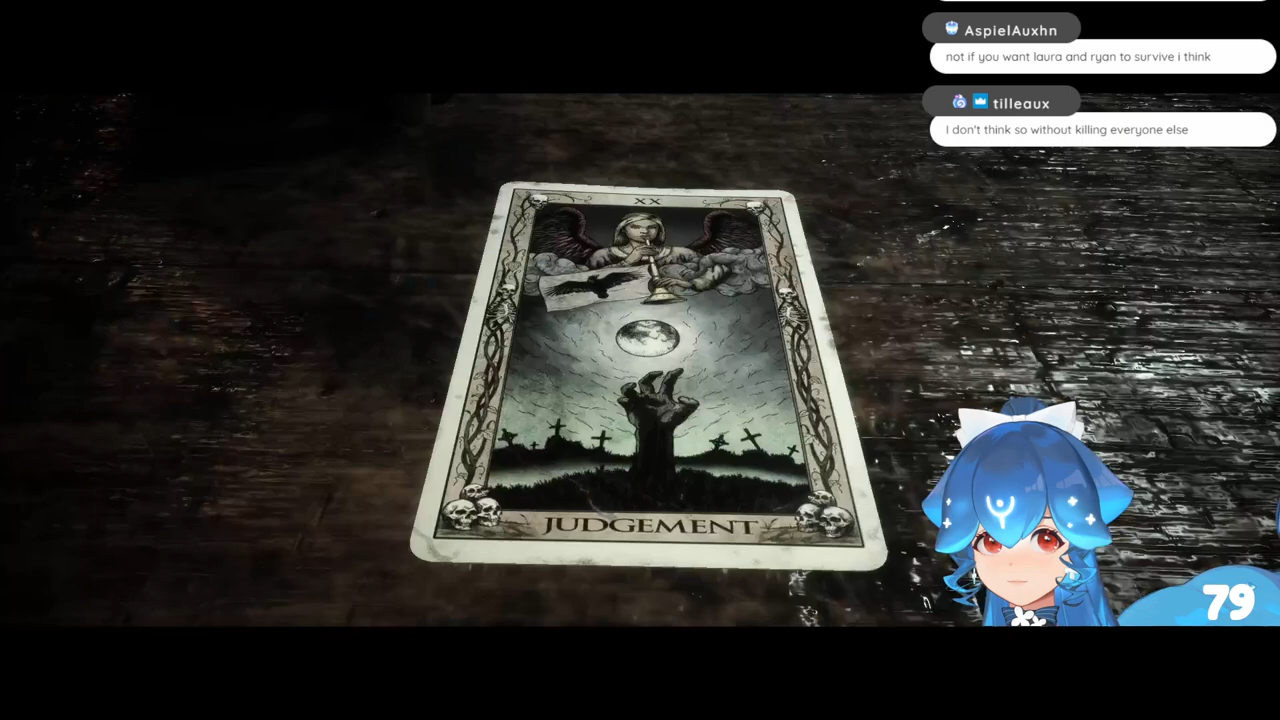 AspielAuxhn
not if you want laura and ryan to survive i think
tilleaux
I don't think so without killing everyone else
XX
JUDGEMENT
79